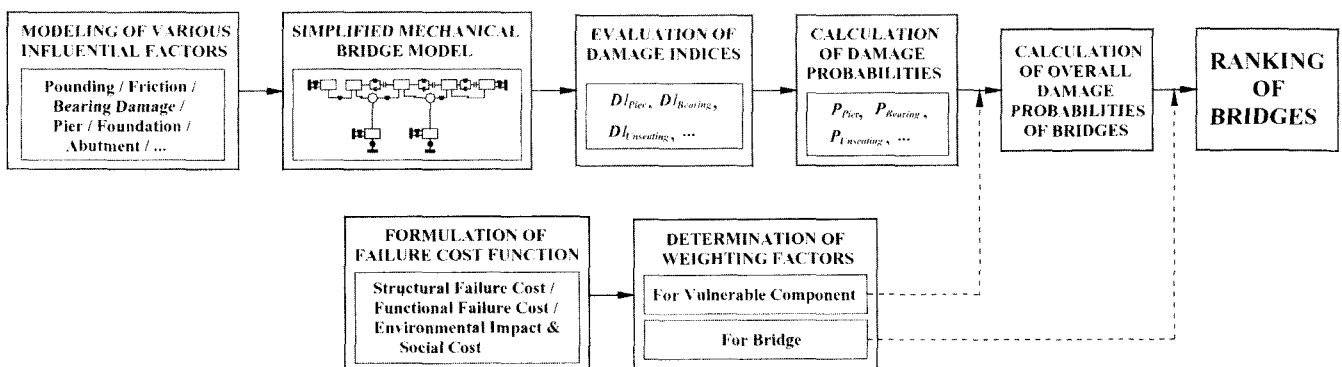 MODELING OF VARIOUS
INFLUENTIAL FACTORS
Pounding / Friction /
Bearing Damage /
Pier / Foundation /
Abutment / ...
SIMPLIFIED MECHANICAL
BRIDGE MODEL
EVALUATION OF
DAMAGE INDICES
DI_Pier, DI_Bearing,
DI_Unseating, ...
CALCULATION
OF DAMAGE
PROBABILITIES
P_Pier, P_Bearing,
P_Unseating, ...
CALCULATION
OF OVERALL
DAMAGE
PROBABILITIES
OF BRIDGES
RANKING
OF
BRIDGES
FORMULATION OF
FAILURE COST FUNCTION
Structural Failure Cost /
Functional Failure Cost /
Environmental Impact &
Social Cost
DETERMINATION OF
WEIGHTING FACTORS
For Vulnerable Component
For Bridge